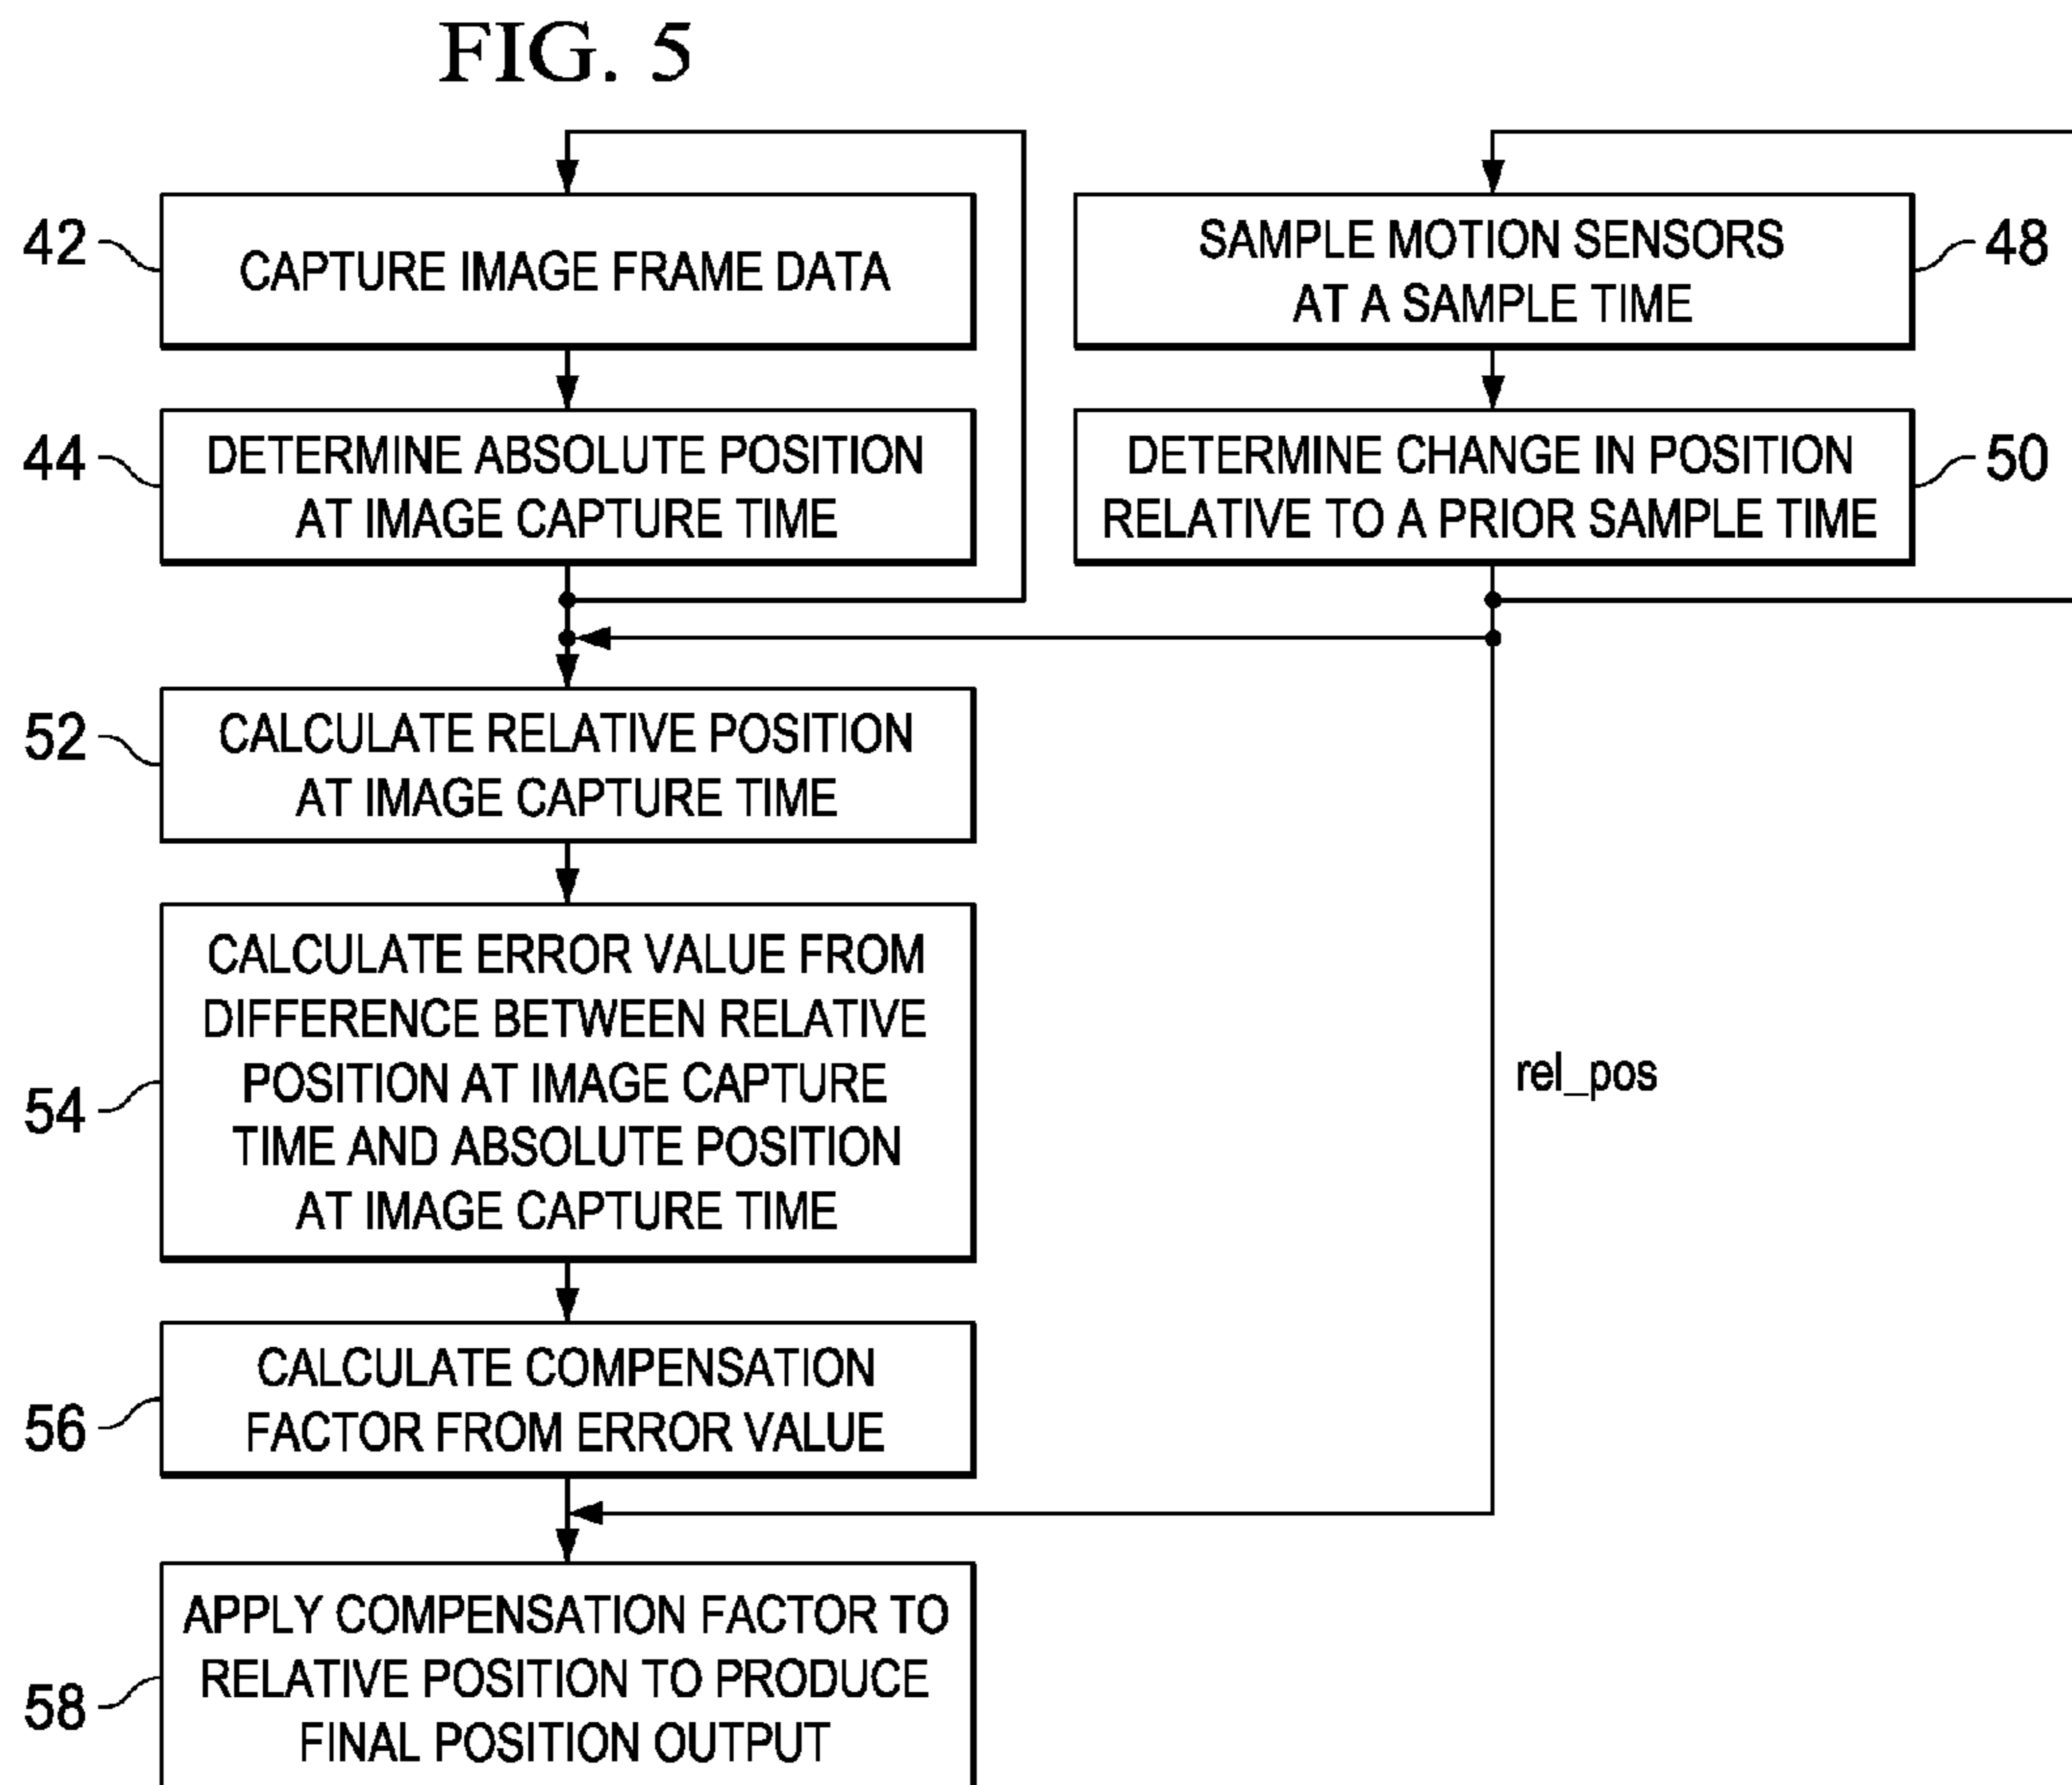 FIG. 5
42
CAPTURE IMAGE FRAME DATA
44
DETERMINE ABSOLUTE POSITION
AT IMAGE CAPTURE TIME
SAMPLE MOTION SENSORS
AT A SAMPLE TIME
48
DETERMINE CHANGE IN POSITION
RELATIVE TO A PRIOR SAMPLE TIME
50
52
CALCULATE RELATIVE POSITION
AT IMAGE CAPTURE TIME
54
CALCULATE ERROR VALUE FROM
DIFFERENCE BETWEEN RELATIVE
POSITION AT IMAGE CAPTURE
TIME AND ABSOLUTE POSITION
AT IMAGE CAPTURE TIME
rel_pos
56
CALCULATE COMPENSATION
FACTOR FROM ERROR VALUE
58
APPLY COMPENSATION FACTOR TO
RELATIVE POSITION TO PRODUCE
FINAL POSITION OUTPUT